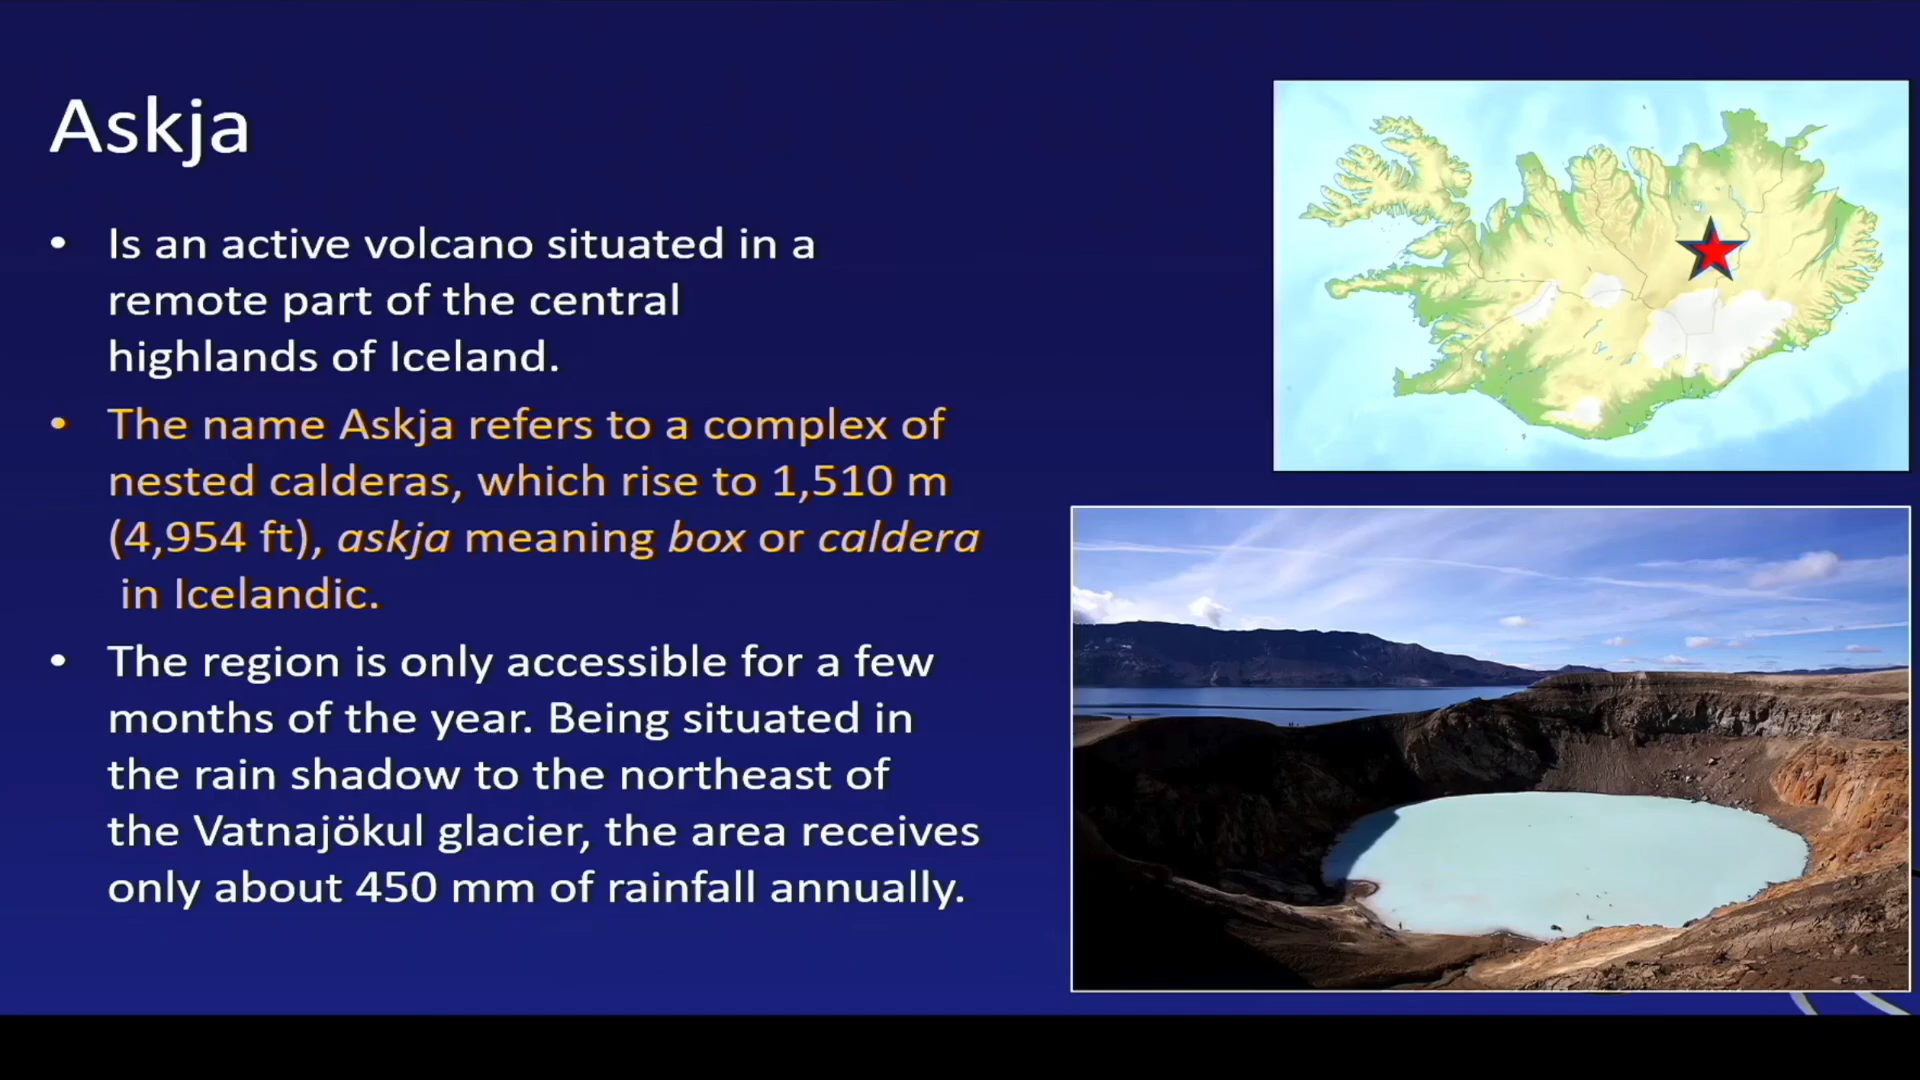 Askja
• Is an active volcano situated in a
remote part of the central
highlands of Iceland.
• The name Askja refers to a complex of
nested calderas, which rise to 1,510 m
(4,954 ft), askja meaning box or caldera
in Icelandic.
• The region is only accessible for a few
months of the year. Being situated in
the rain shadow to the northeast of
the Vatnajökul glacier, the area receives
only about 450 mm of rainfall annually.